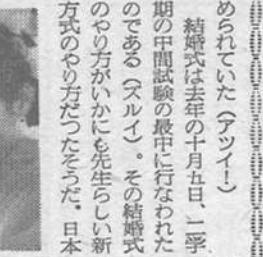 められていた（アツイ！）
　結婚式は去年の十月五日、二学
期の中間試験の最中に行なわれた
のである（ズルイ）。その結婚式
のやり方がいかにも先生らしい新
方式のやり方だつたそうだ。日本